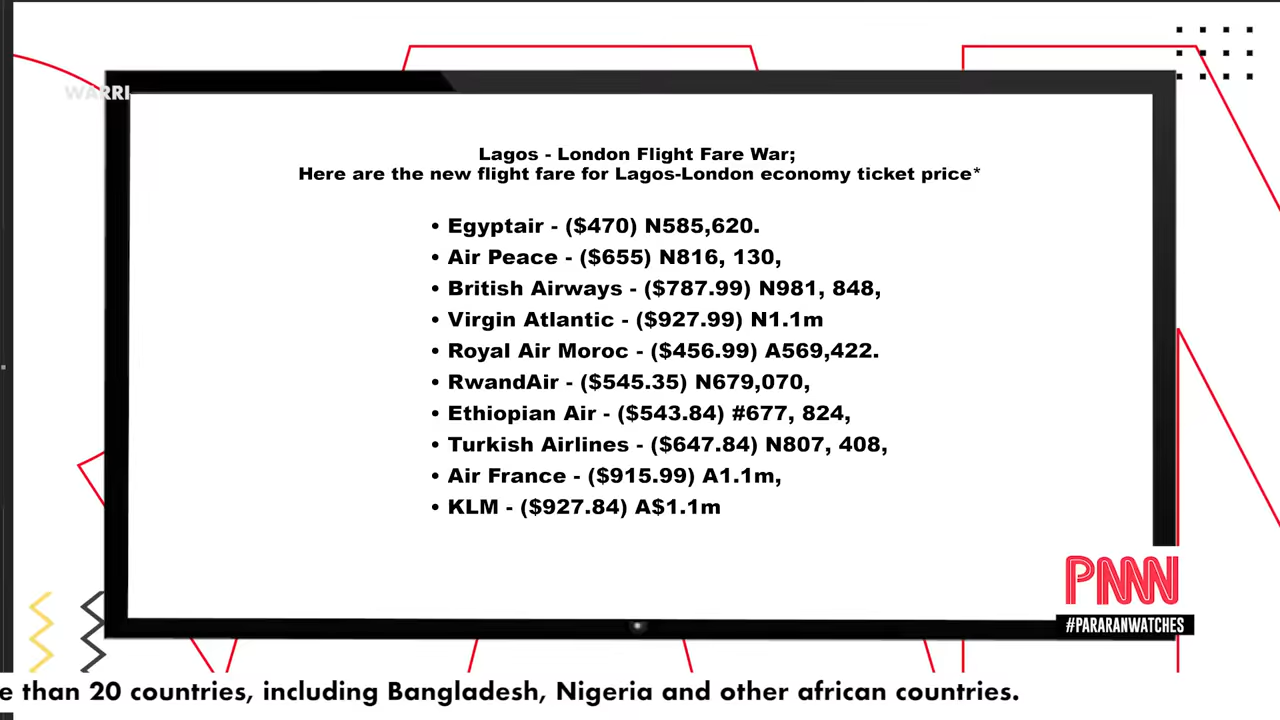 WARRI
Lagos - London Flight Fare War;
Here are the new flight fare for Lagos-London economy ticket price*
• Egyptair - ($470) N585,620.
• Air Peace - ($655) N816, 130,
• British Airways - ($787.99) N981, 848,
• Virgin Atlantic - ($927.99) N1.1m
• Royal Air Moroc - ($456.99) A569,422.
• RwandAir - ($545.35) N679,070,
• Ethiopian Air - ($543.84) #677, 824,
• Turkish Airlines - ($647.84) N807, 408,
• Air France - ($915.99) A1.1m,
• KLM - ($927.84) A$1.1m
PNNN
#PARARANWATCHES
e than 20 countries, including Bangladesh, Nigeria and other african countries.